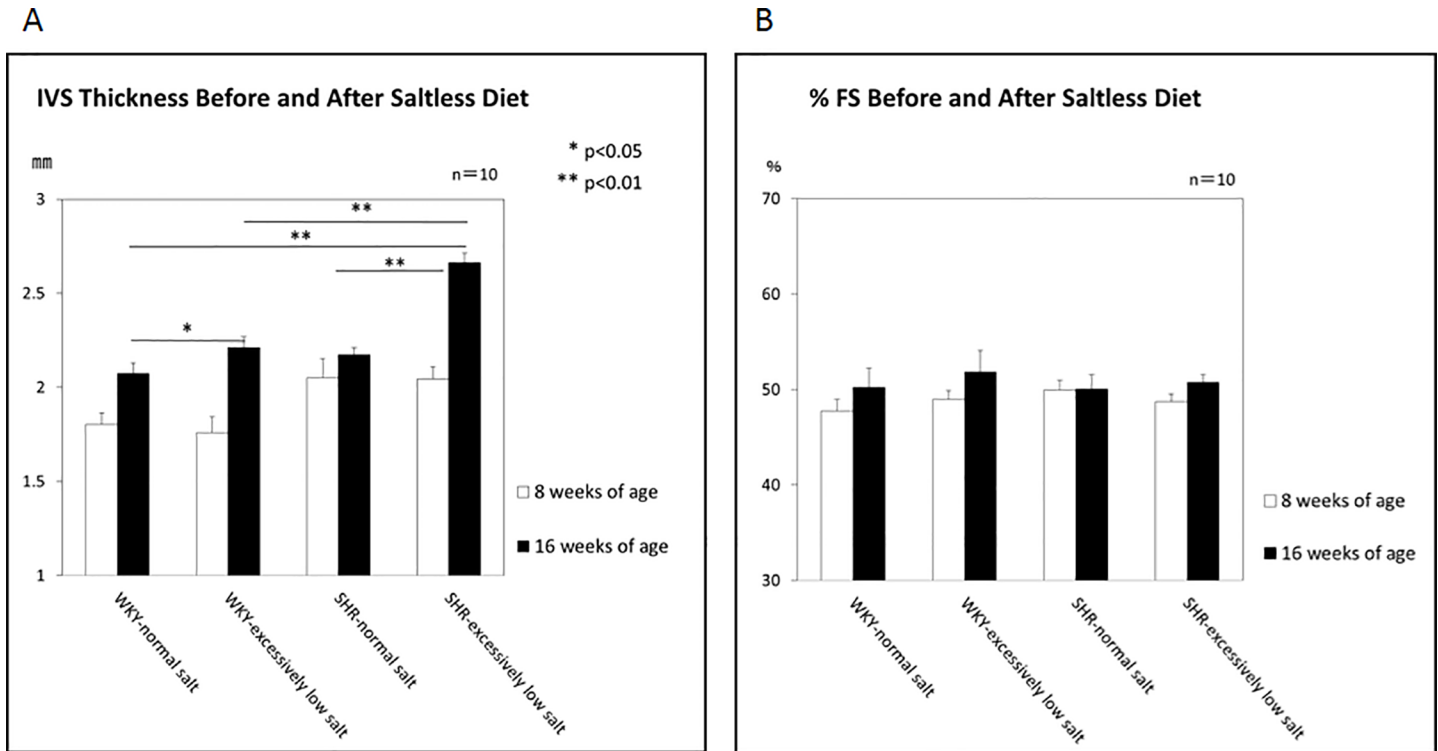 A
IVS Thickness Before and After Saltless Diet
* p<0.05
** p<0.01
mm
n=10
3
2.5
2
1.5
1
**
**
**
*
8 weeks of age
16 weeks of age
WKY-normal salt
WKY-excessively low salt
SHR-normal salt
SHR-excessively low salt
B
% FS Before and After Saltless Diet
%
n=10
70
60
50
40
30
8 weeks of age
16 weeks of age
WKY-normal salt
WKY-excessively low salt
SHR-normal salt
SHR-excessively low salt